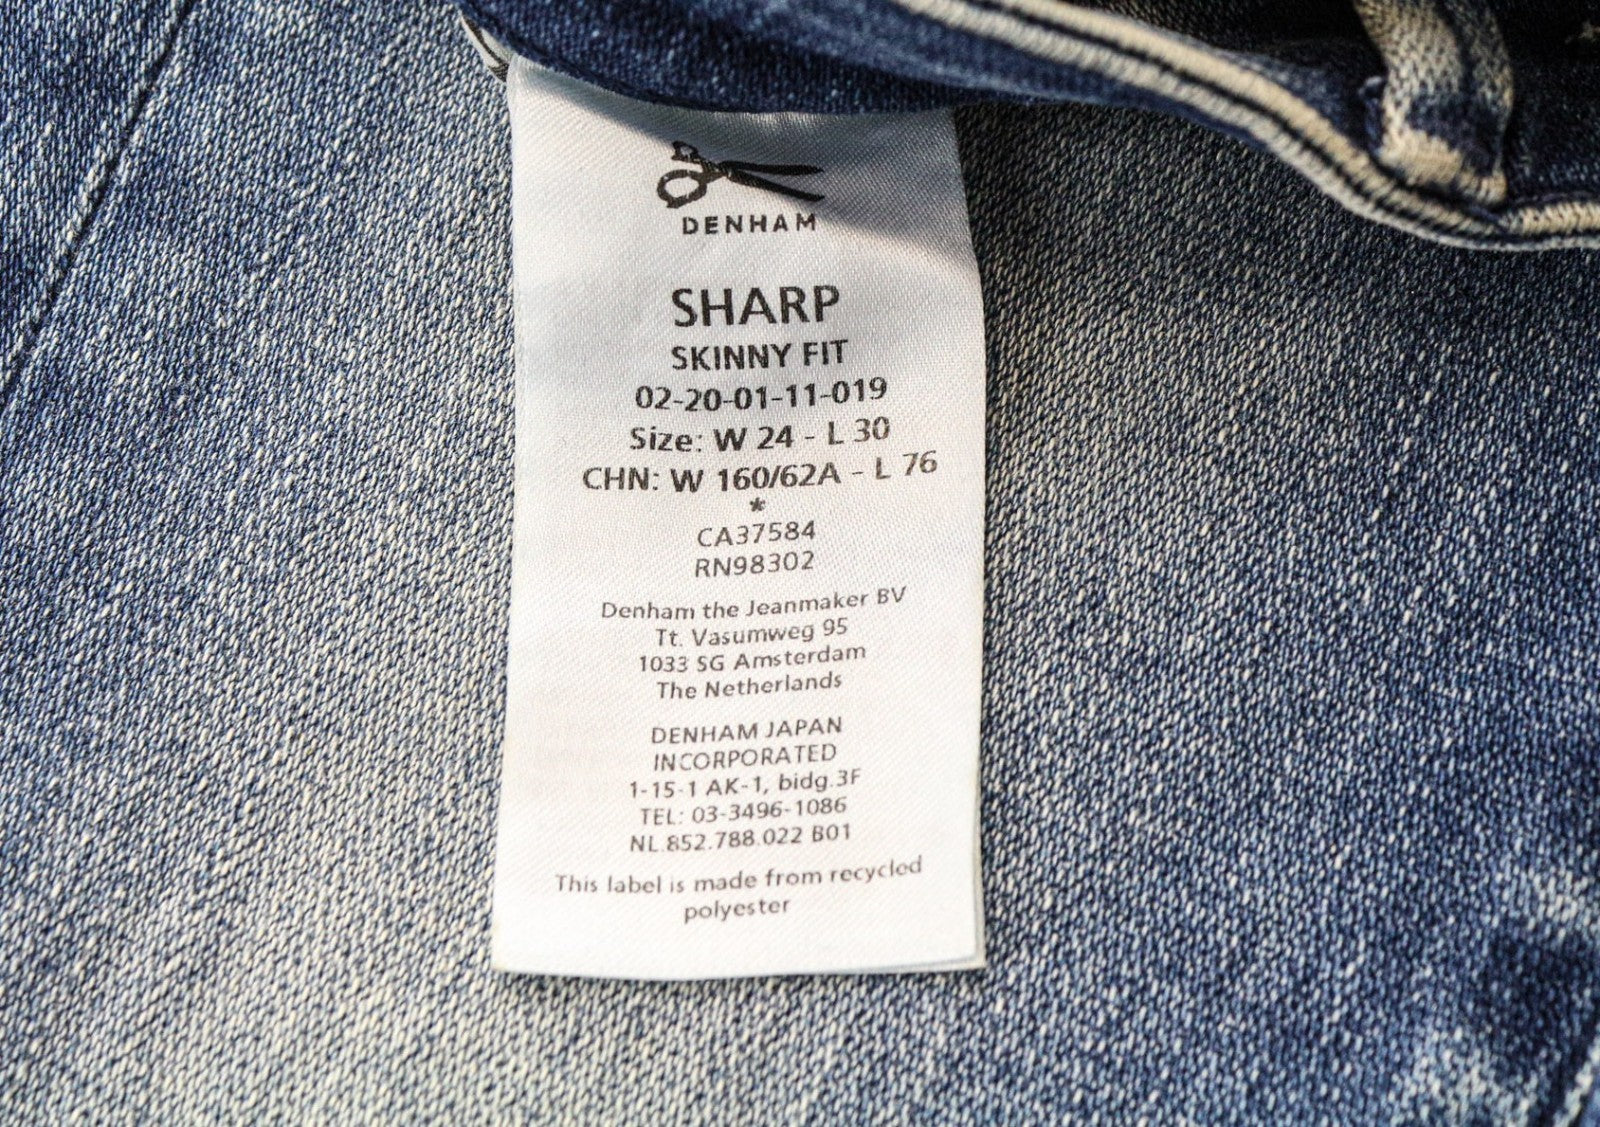 DENHAM
SHARP
SKINNY FIT
02-20-01-11-019
Size: W 24 - L 30
CHN: W 160/62A - L 76
*
CA37584
RN98302
Denham the Jeanmaker BV
Tt. Vasumweg 95
1033 SG Amsterdam
The Netherlands
DENHAM JAPAN
INCORPORATED
1-15-1 AK-1, bidg.3F
TEL: 03-3496-1086
NL.852.788.022 B01
This label is made from recycled
polyester